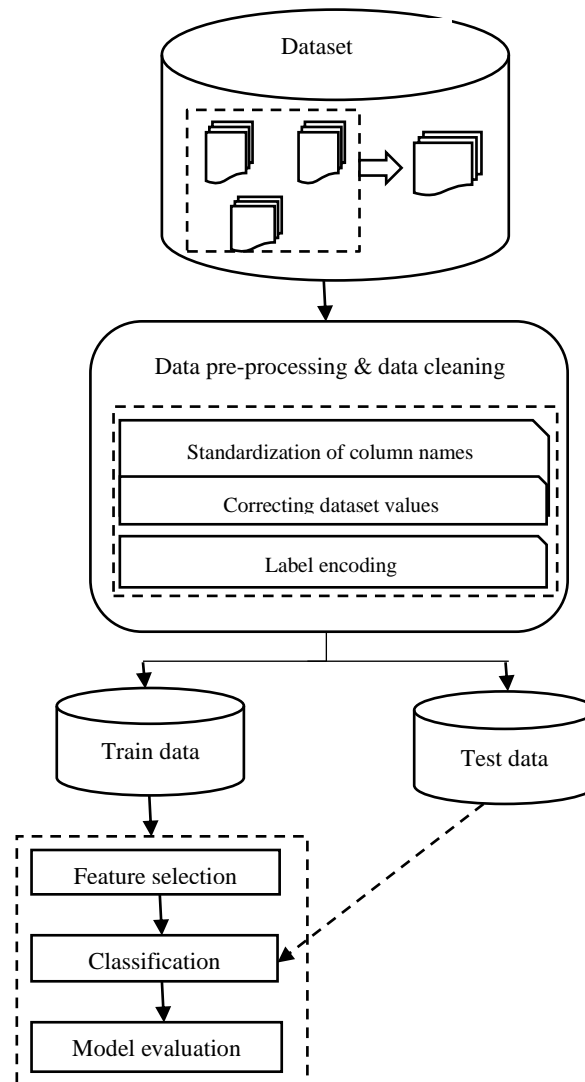 Dataset
Data pre-processing & data cleaning
Standardization of column names
Correcting dataset values
Label encoding
Train data
Test data
Feature selection
Classification
Model evaluation